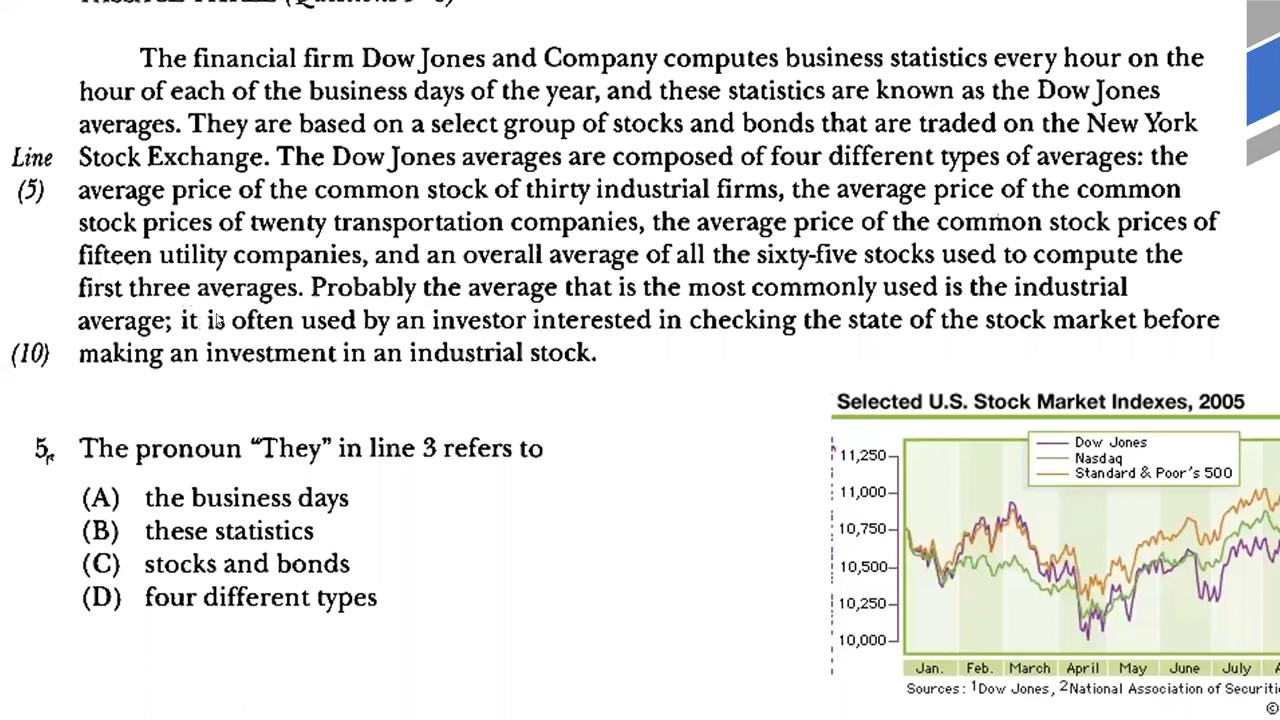 The financial firm Dow Jones and Company computes business statistics every hour on the
hour of each of the business days of the year, and these statistics are known as the Dow Jones
averages. They are based on a select group of stocks and bonds that are traded on the New York
Line Stock Exchange. The Dow Jones averages are composed of four different types of averages: the
(5) average price of the common stock of thirty industrial firms, the average price of the common
stock prices of twenty transportation companies, the average price of the common stock prices of
fifteen utility companies, and an overall average of all the sixty-five stocks used to compute the
first three averages. Probably the average that is the most commonly used is the industrial
average; it is often used by an investor interested in checking the state of the stock market before
(10) making an investment in an industrial stock.
5. The pronoun “They” in line 3 refers to
(A) the business days
(B) these statistics
(C) stocks and bonds
(D) four different types
Selected U.S. Stock Market Indexes, 2005
Dow Jones
Nasdaq
Standard & Poor's 500
11,250
11,000
10,750
10,500
10,250
10,000
Jan. Feb. March April May June July A
Sources: 1Dow Jones, 2National Association of Securiti
©